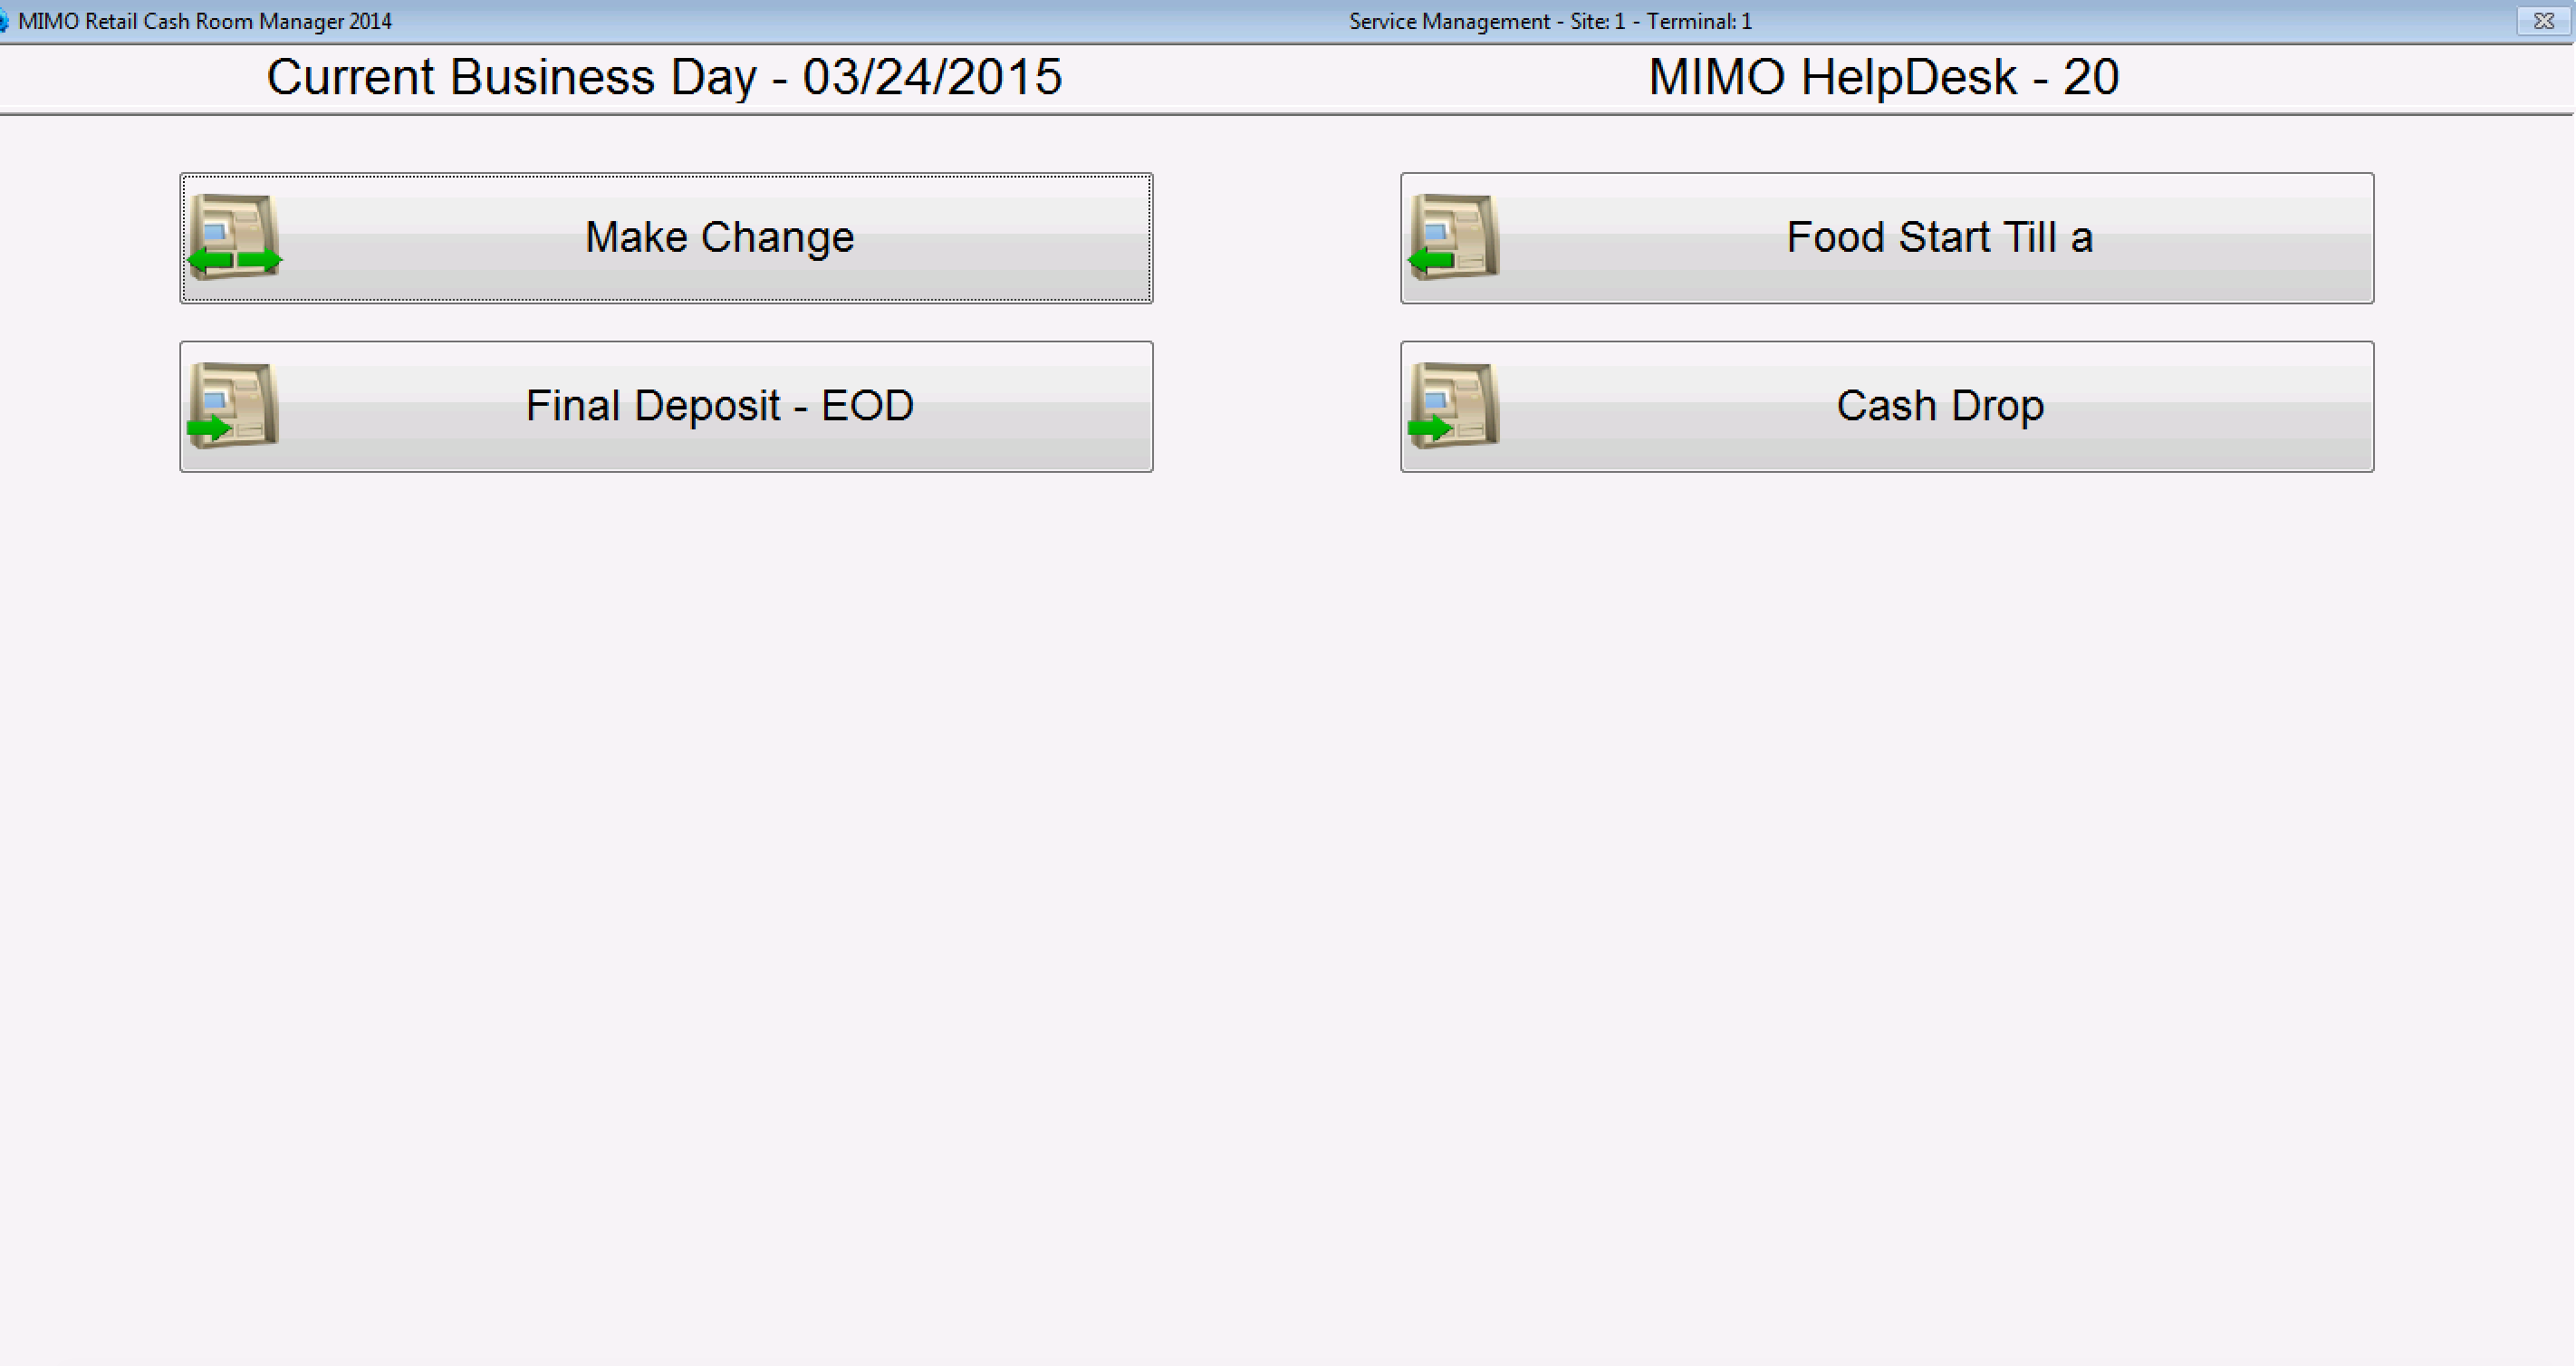 MIMO Retail Cash Room Manager 2014
Service Management - Site: 1 - Terminal: 1
Current Business Day - 03/24/2015
MIMO HelpDesk - 20
Make Change
Food Start Till a
Final Deposit - EOD
Cash Drop